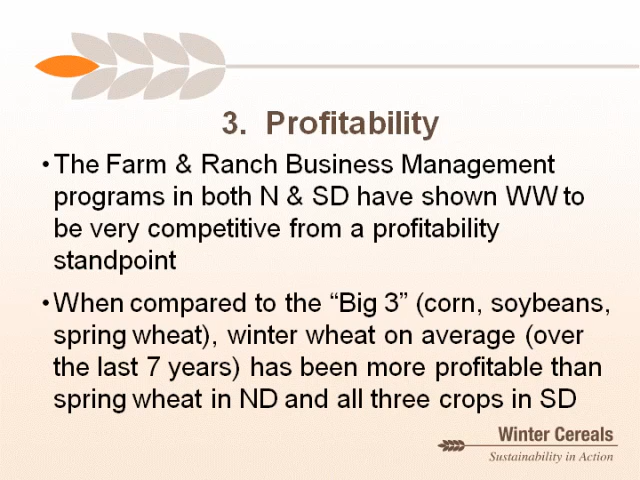 3. Profitability
• The Farm & Ranch Business Management
programs in both N & SD have shown WW to
be very competitive from a profitability
standpoint
• When compared to the “Big 3” (corn, soybeans,
spring wheat), winter wheat on average (over
the last 7 years) has been more profitable than
spring wheat in ND and all three crops in SD
Winter Cereals
Sustainability in Action